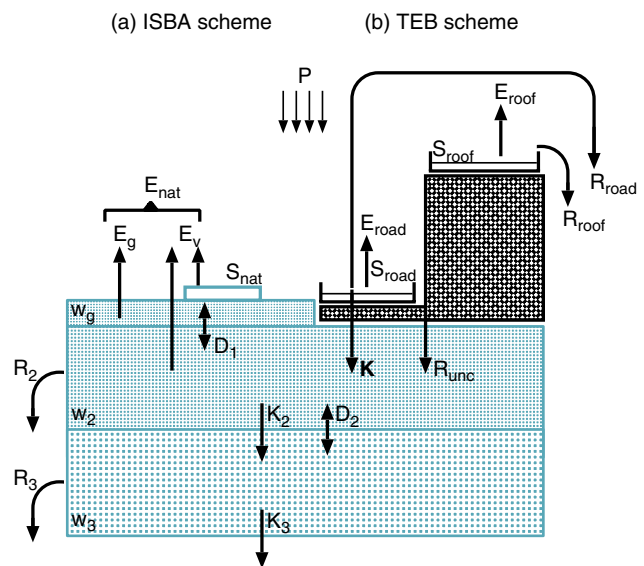 (a) ISBA scheme
(b) TEB scheme
P
E_roof
S_roof
R_road
R_roof
E_nat
E_g
E_v
E_road
S_nat
S_road
w_g
D_1
R_2
K
R_unc
w_2
K_2
D_2
R_3
w_3
K_3